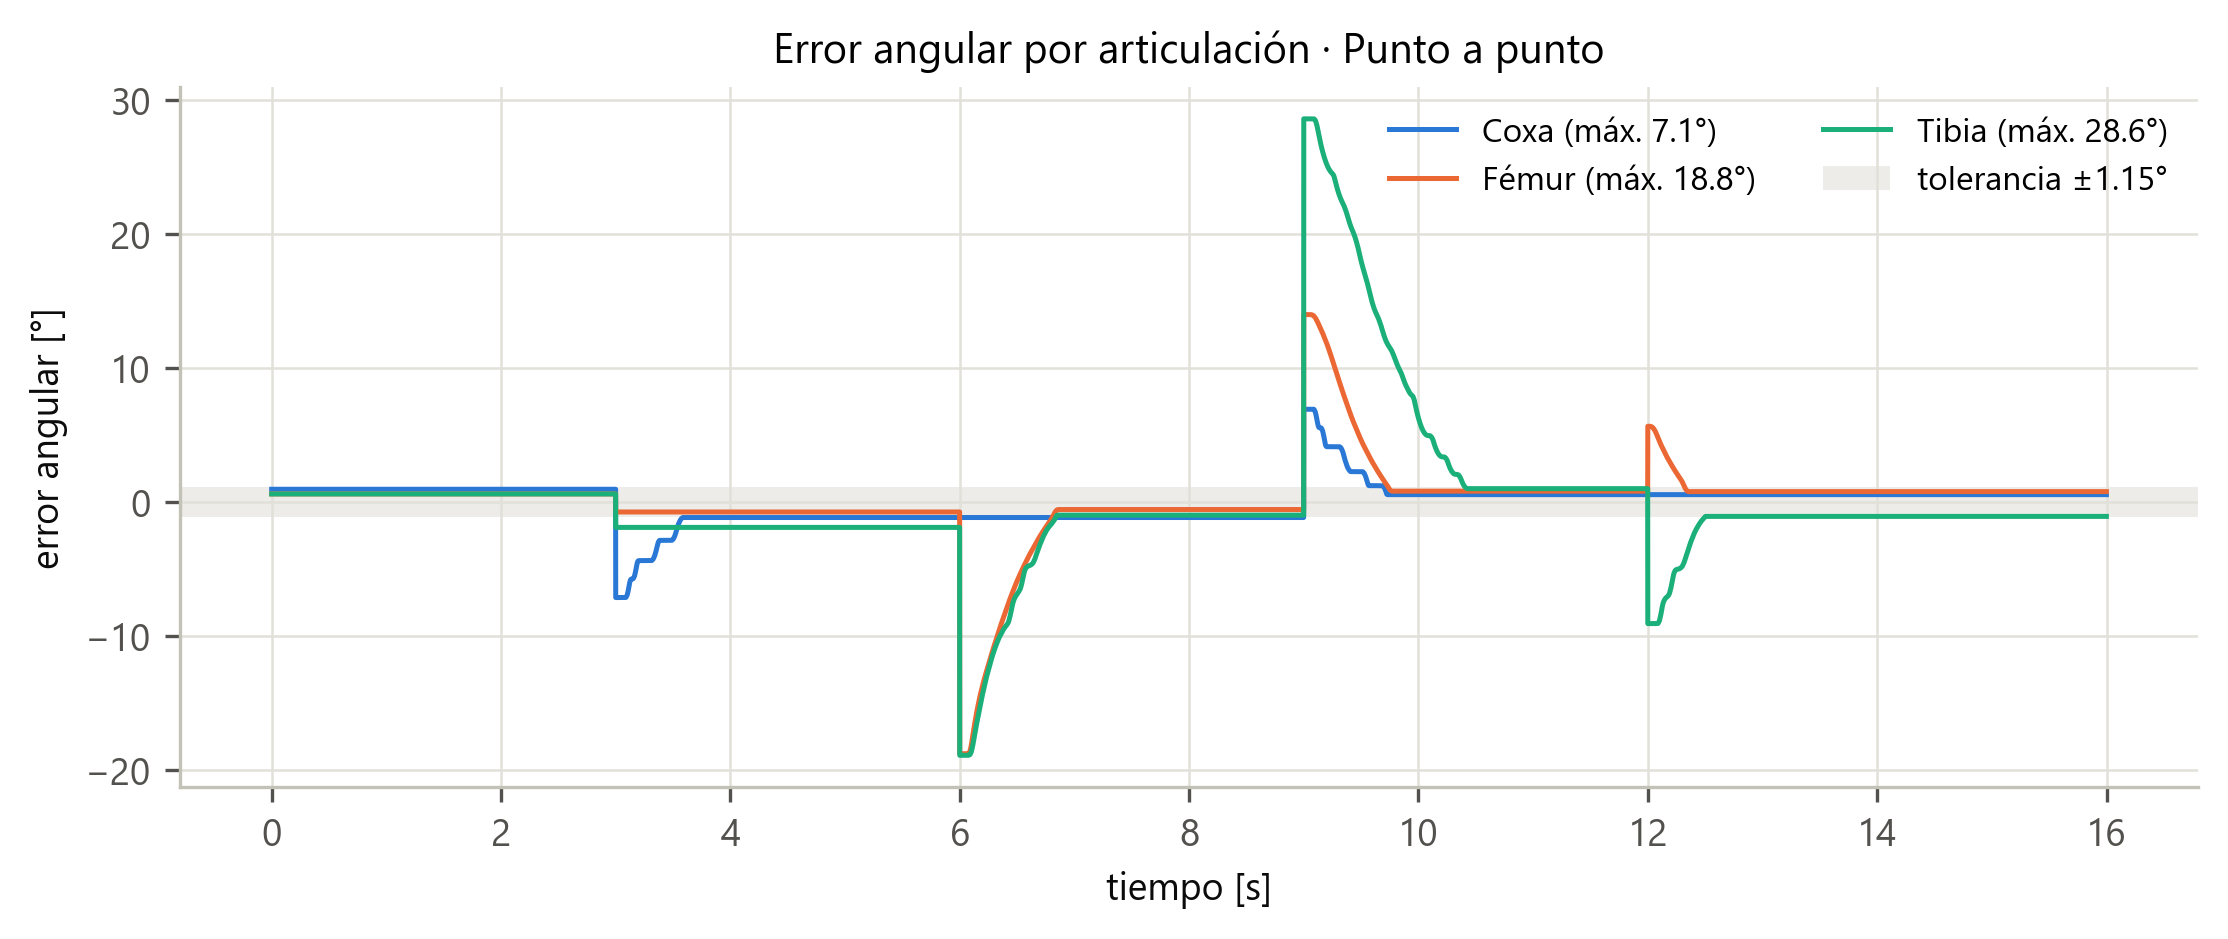 Error angular por articulación · Punto a punto
Coxa (máx. 7.1°)
Fémur (máx. 18.8°)
Tibia (máx. 28.6°)
tolerancia ±1.15°
error angular [°]
30
20
10
0
−10
−20
0 2 4 6 8 10 12 14 16
tiempo [s]